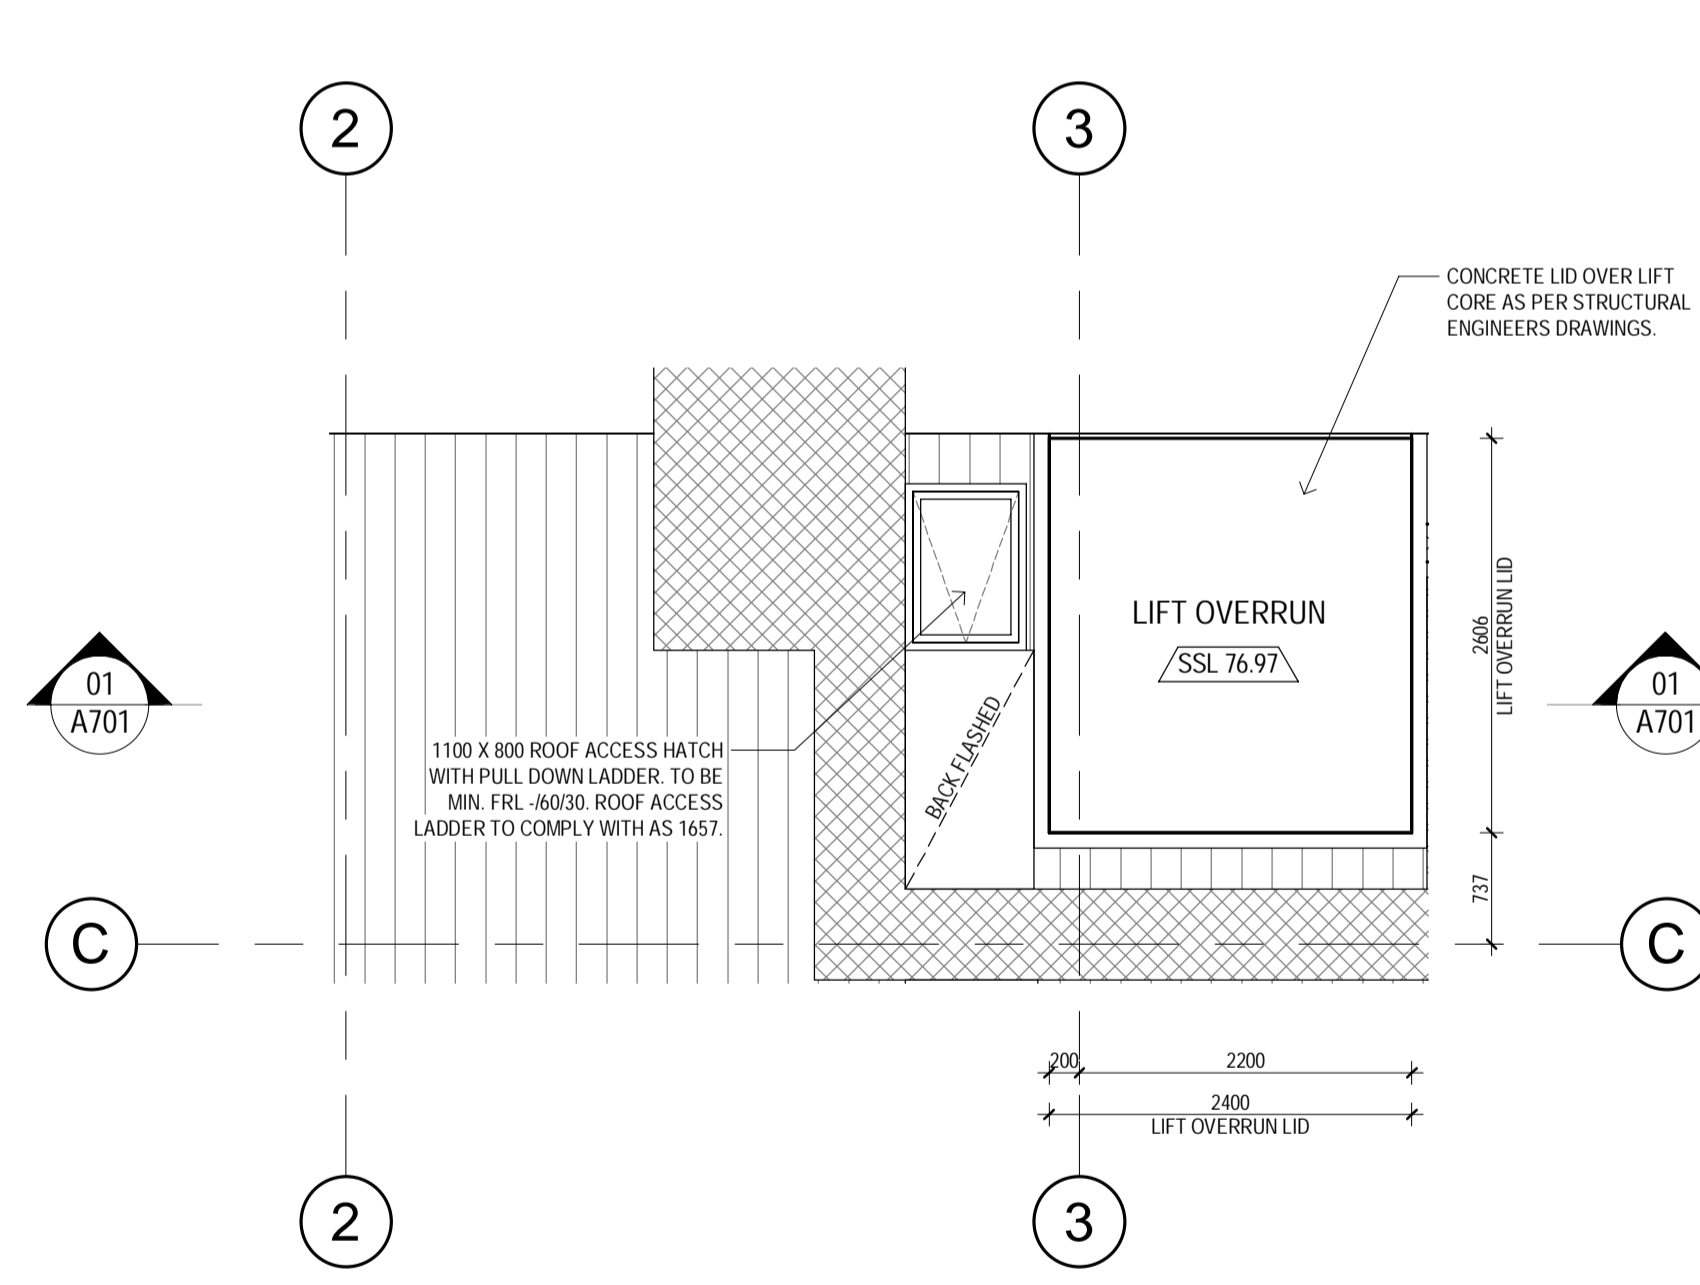 2
3
CONCRETE LID OVER LIFT
CORE AS PER STRUCTURAL
ENGINEERS DRAWINGS.
LIFT OVERRUN
SSL 76.97
2606
LIFT OVERRUN LID
01
A701
01
A701
BACK FLASHED
1100 X 800 ROOF ACCESS HATCH
WITH PULL DOWN LADDER. TO BE
MIN. FRL -/60/30. ROOF ACCESS
LADDER TO COMPLY WITH AS 1657.
737
C
C
200
2200
2400
LIFT OVERRUN LID
2
3